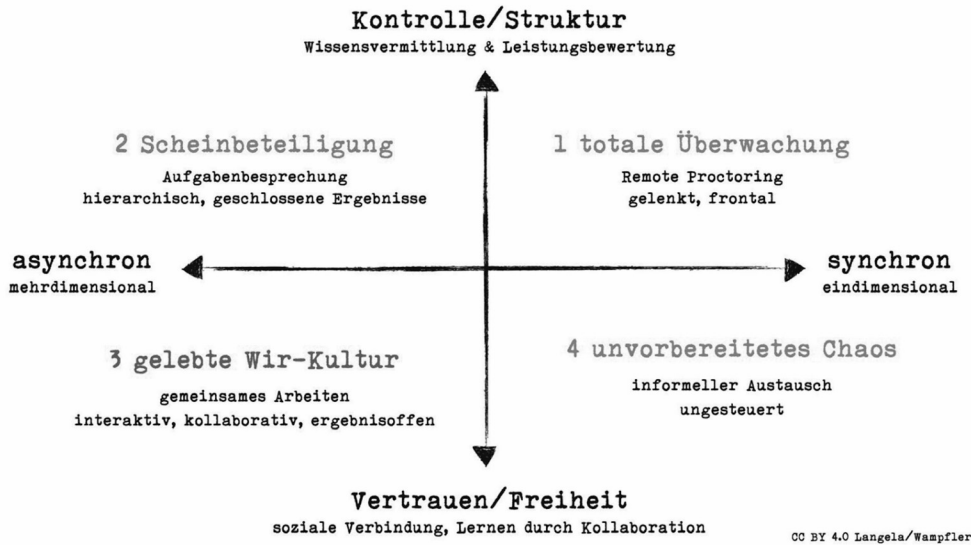 Kontrolle/Struktur
Wissensvermittlung & Leistungsbewertung
2 Scheinbeteiligung
Aufgabenbesprechung
hierarchisch, geschlossene Ergebnisse
1 totale Überwachung
Remote Proctoring
gelenkt, frontal
asynchron
mehrdimensional
synchron
eindimensional
3 gelebte Wir-Kultur
gemeinsames Arbeiten
interaktiv, kollaborativ, ergebnisoffen
4 unvorbereitetes Chaos
informeller Austausch
ungesteuert
Vertrauen/Freiheit
soziale Verbindung, Lernen durch Kollaboration
CC BY 4.0 Langela/Wampfler